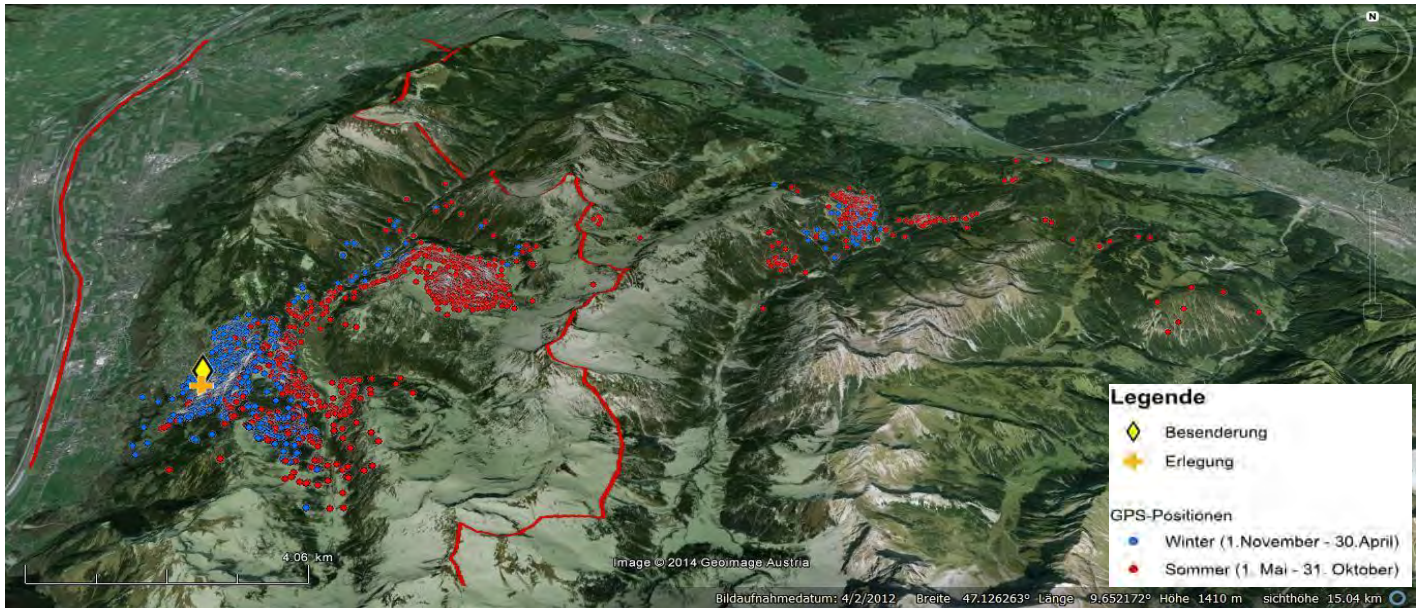 N
Legende
Besenderung
Erlegung
GPS-Positionen
Winter (1.November - 30.April)
Sommer (1. Mai - 31. Oktober)
4.06 km
Image © 2014 Geoimage Austria
Bildaufnahmedatum: 4/2/2012 Breite 47.126263° Länge 9.652172° Höhe 1410 m sichthöhe 15.04 km